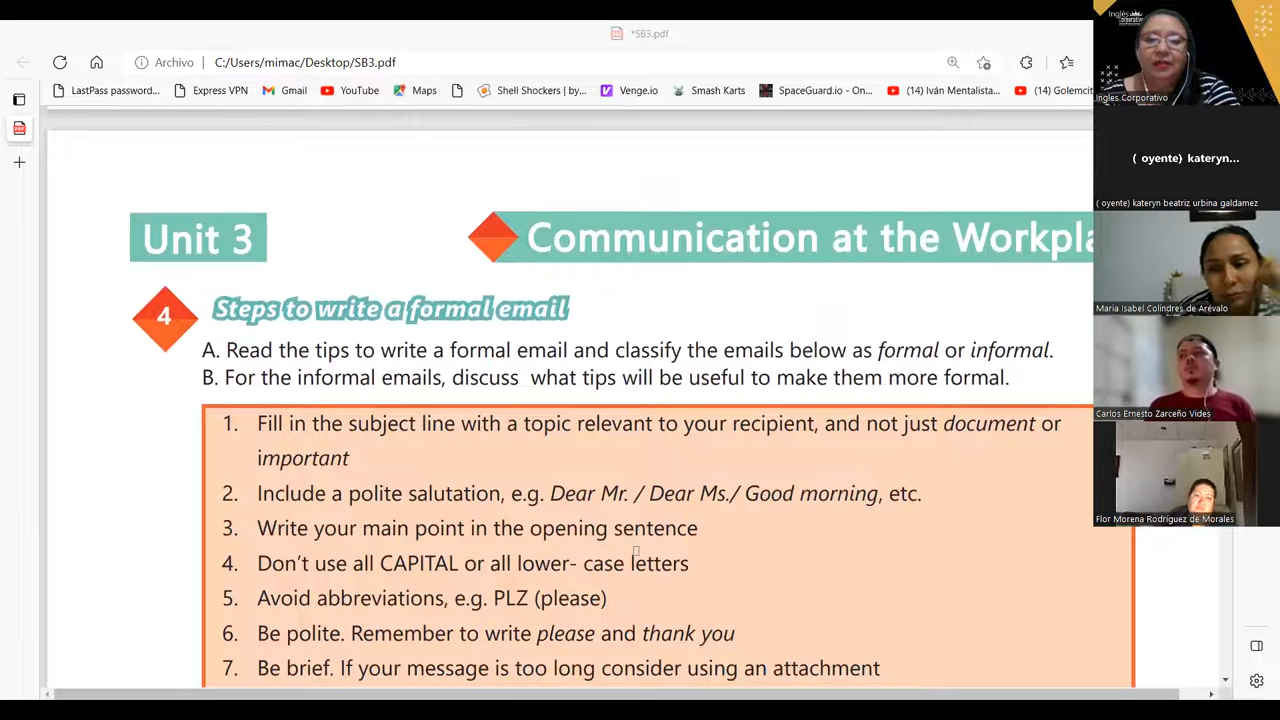 *SB3.pdf
Archivo C:/Users/mimac/Desktop/SB3.pdf
LastPass password... Express VPN Gmail YouTube Maps Shell Shockers | by... Venge.io Smash Karts SpaceGuard.io - On... (14) Iván Mentalista... (14) Golemcit
Unit 3
Communication at the Workpla
4 Steps to write a formal email
A. Read the tips to write a formal email and classify the emails below as formal or informal.
B. For the informal emails, discuss what tips will be useful to make them more formal.
1. Fill in the subject line with a topic relevant to your recipient, and not just document or
important
2. Include a polite salutation, e.g. Dear Mr. / Dear Ms./ Good morning, etc.
3. Write your main point in the opening sentence
4. Don't use all CAPITAL or all lower- case letters
5. Avoid abbreviations, e.g. PLZ (please)
6. Be polite. Remember to write please and thank you
7. Be brief. If your message is too long consider using an attachment
Inglés
Corporativo
Ingles Corporativo
( oyente) kateryn...
( oyente) kateryn beatriz urbina galdamez
Maria Isabel Colindres de Arévalo
Carlos Ernesto Zarceño Vides
Flor Morena Rodríguez de Morales